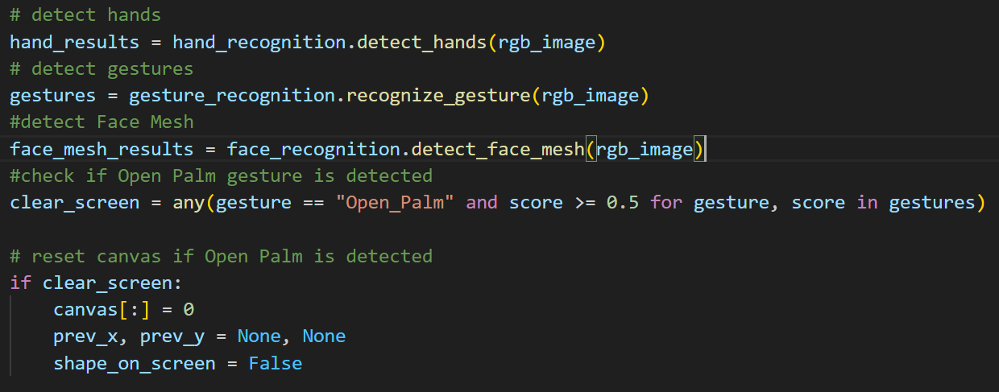 # detect hands
hand_results = hand_recognition.detect_hands(rgb_image)
# detect gestures
gestures = gesture_recognition.recognize_gesture(rgb_image)
#detect Face Mesh
face_mesh_results = face_recognition.detect_face_mesh(rgb_image)
#check if Open Palm gesture is detected
clear_screen = any(gesture == "Open_Palm" and score >= 0.5 for gesture, score in gestures)

# reset canvas if Open Palm is detected
if clear_screen:
    canvas[:] = 0
    prev_x, prev_y = None, None
    shape_on_screen = False